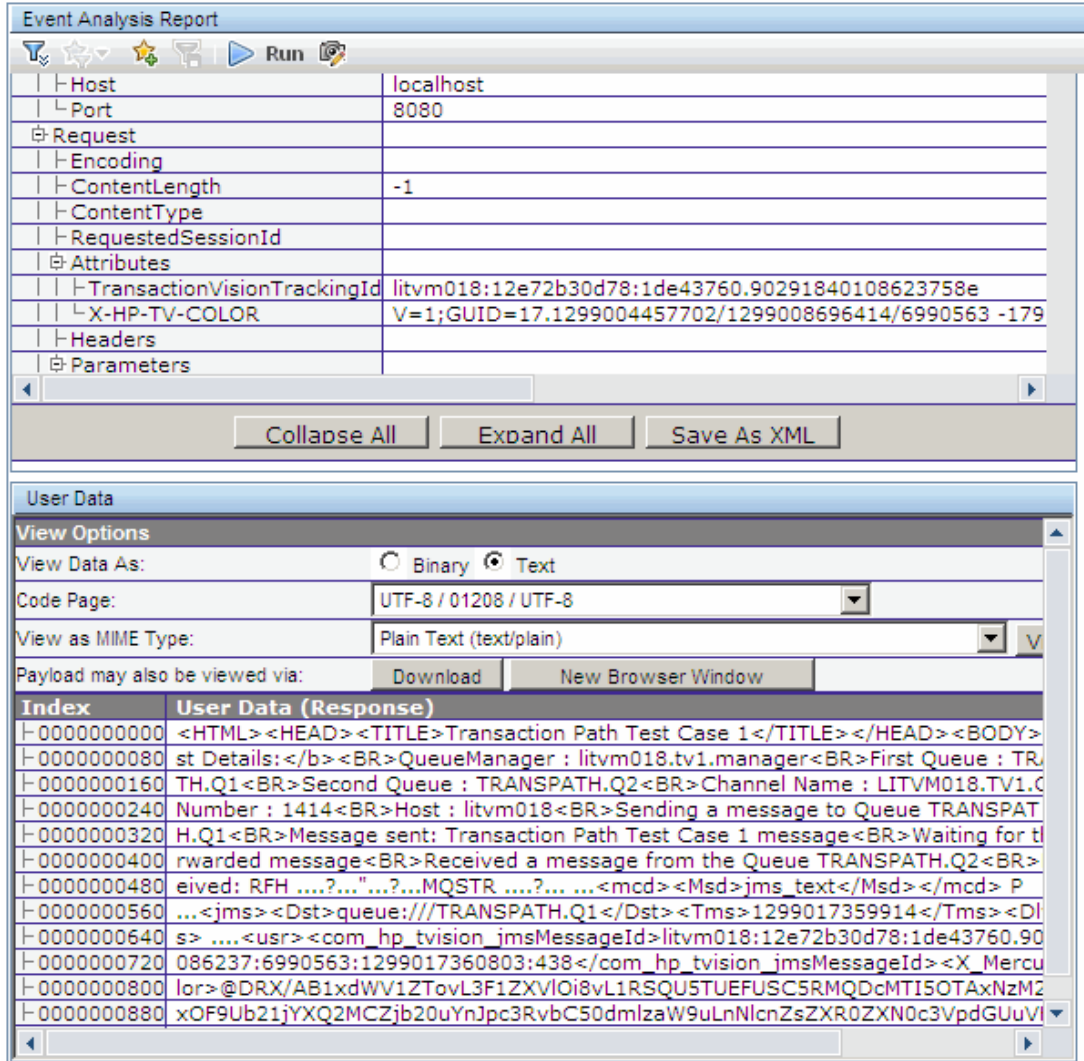 Event Analysis Report
Run
Host localhost
Port 8080
Request
Encoding
ContentLength -1
ContentType
RequestedSessionId
Attributes
TransactionVisionTrackingId litvm018:12e72b30d78:1de43760.90291840108623758e
X-HP-TV-COLOR V=1;GUID=17.1299004457702/1299008696414/6990563 -179
Headers
Parameters
Collapse All Expand All Save As XML
User Data
View Options
View Data As: Binary Text
Code Page: UTF-8 / 01208 / UTF-8
View as MIME Type: Plain Text (text/plain) V
Payload may also be viewed via: Download New Browser Window
Index User Data (Response)
0000000000 <HTML><HEAD><TITLE>Transaction Path Test Case 1</TITLE></HEAD><BODY>
0000000080 st Details:</b><BR>QueueManager : litvm018.tv1.manager<BR>First Queue : TRA
0000000160 TH.Q1<BR>Second Queue : TRANSPATH.Q2<BR>Channel Name : LITVM018.TV1.C
0000000240 Number : 1414<BR>Host : litvm018<BR>Sending a message to Queue TRANSPAT
0000000320 H.Q1<BR>Message sent: Transaction Path Test Case 1 message<BR>Waiting for th
0000000400 rwarded message<BR>Received a message from the Queue TRANSPATH.Q2<BR>
0000000480 eived: RFH ....?..."...?...MQSTR ....?... ...<mcd><Msd>jms_text</Msd></mcd> P
0000000560 ...<jms><Dst>queue:///TRANSPATH.Q1</Dst><Tms>1299017359914</Tms><Dl
0000000640 s> ....<usr><com_hp_tvision_jmsMessageId>litvm018:12e72b30d78:1de43760.90
0000000720 086237:6990563:1299017360803:438</com_hp_tvision_jmsMessageId><X_Mercu
0000000800 lor>@DRX/AB1xdWV1ZTovL3F1ZXVlOi8vL1RSQU5TUEFUSC5RMQDcMTI5OTAxNzM2
0000000880 xOF9Ub21jYXQ2MCZjb20uYnJpc3RvbC50dmlzaW9uLnNlcnZsZXR0ZXN0c3VpdGUuVI